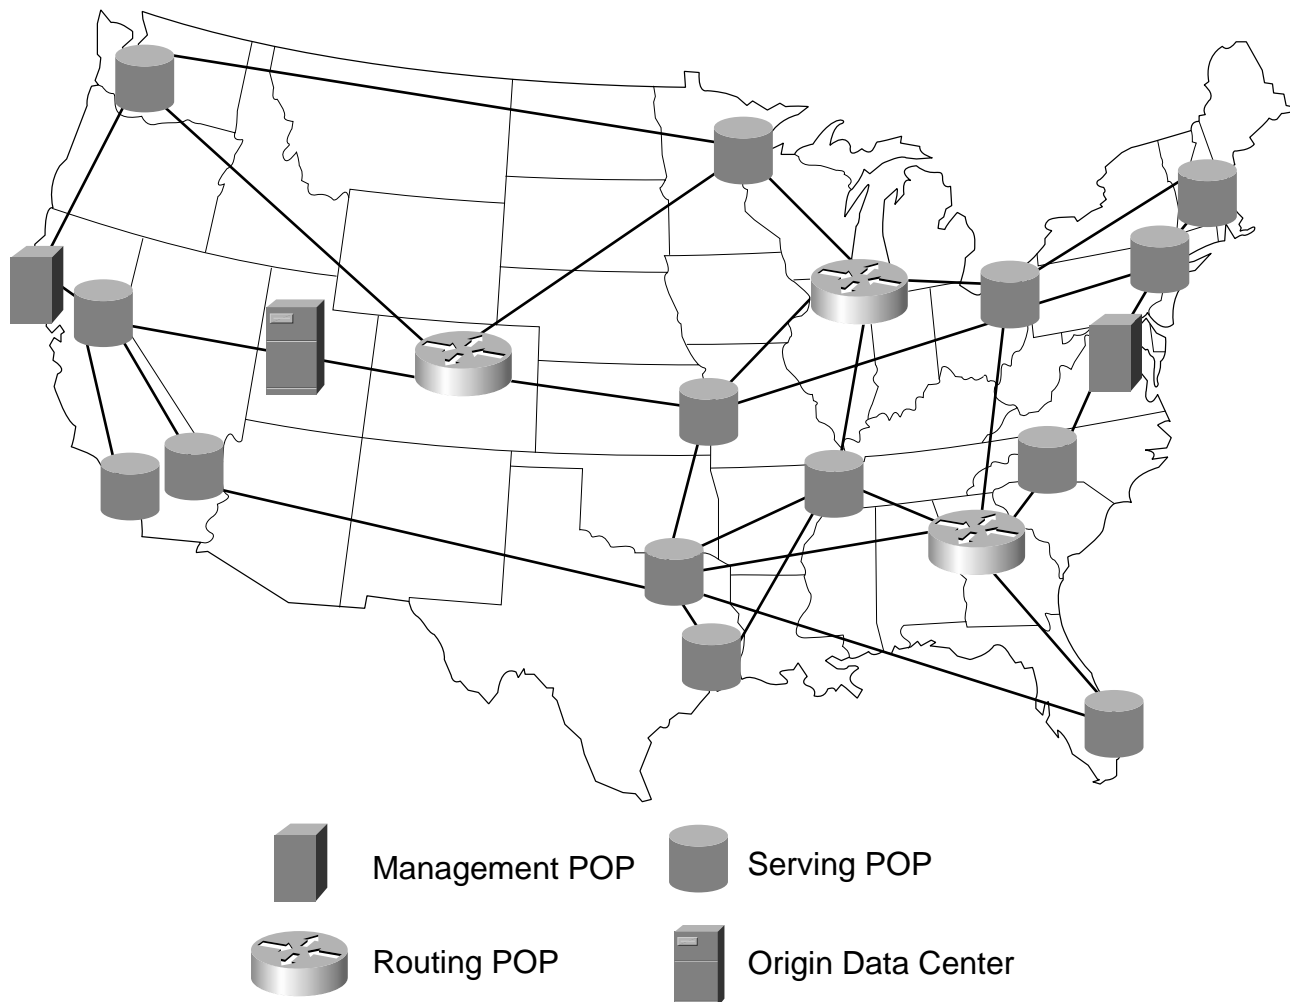 Management POP
Serving POP
Routing POP
Origin Data Center